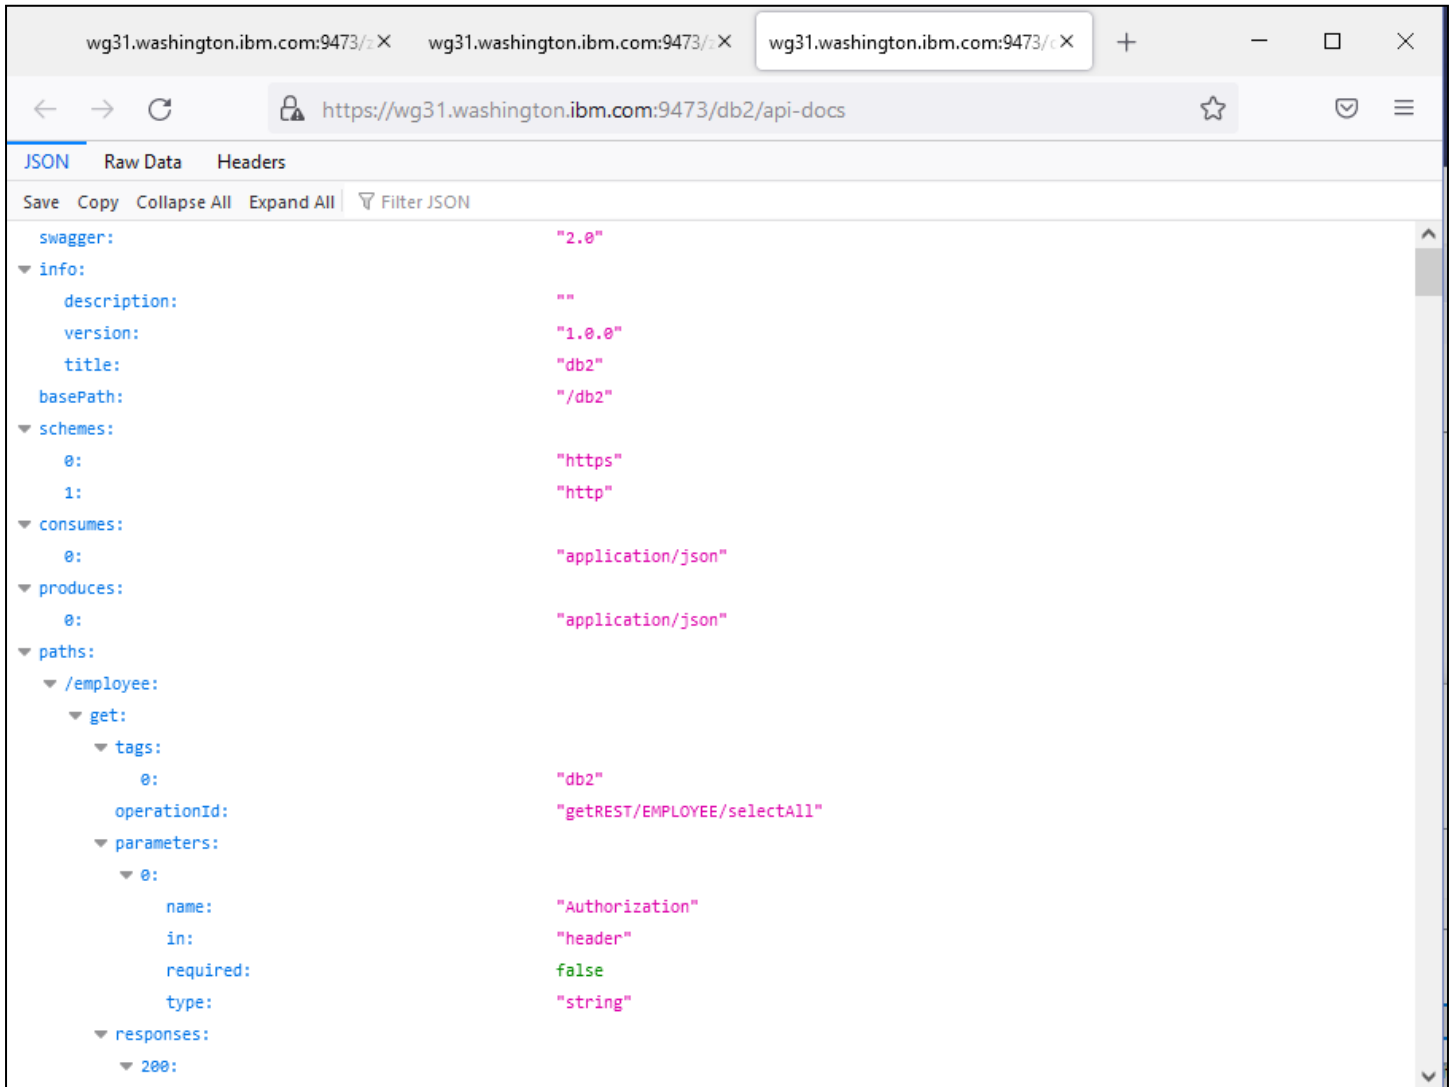 wg31.washington.ibm.com:9473/z wg31.washington.ibm.com:9473/z wg31.washington.ibm.com:9473/d
https://wg31.washington.ibm.com:9473/db2/api-docs
JSON Raw Data Headers
Save Copy Collapse All Expand All Filter JSON
swagger: "2.0"
info:
description: ""
version: "1.0.0"
title: "db2"
basePath: "/db2"
schemes:
0: "https"
1: "http"
consumes:
0: "application/json"
produces:
0: "application/json"
paths:
/employee:
get:
tags:
0: "db2"
operationId: "getREST/EMPLOYEE/selectAll"
parameters:
0:
name: "Authorization"
in: "header"
required: false
type: "string"
responses:
200: